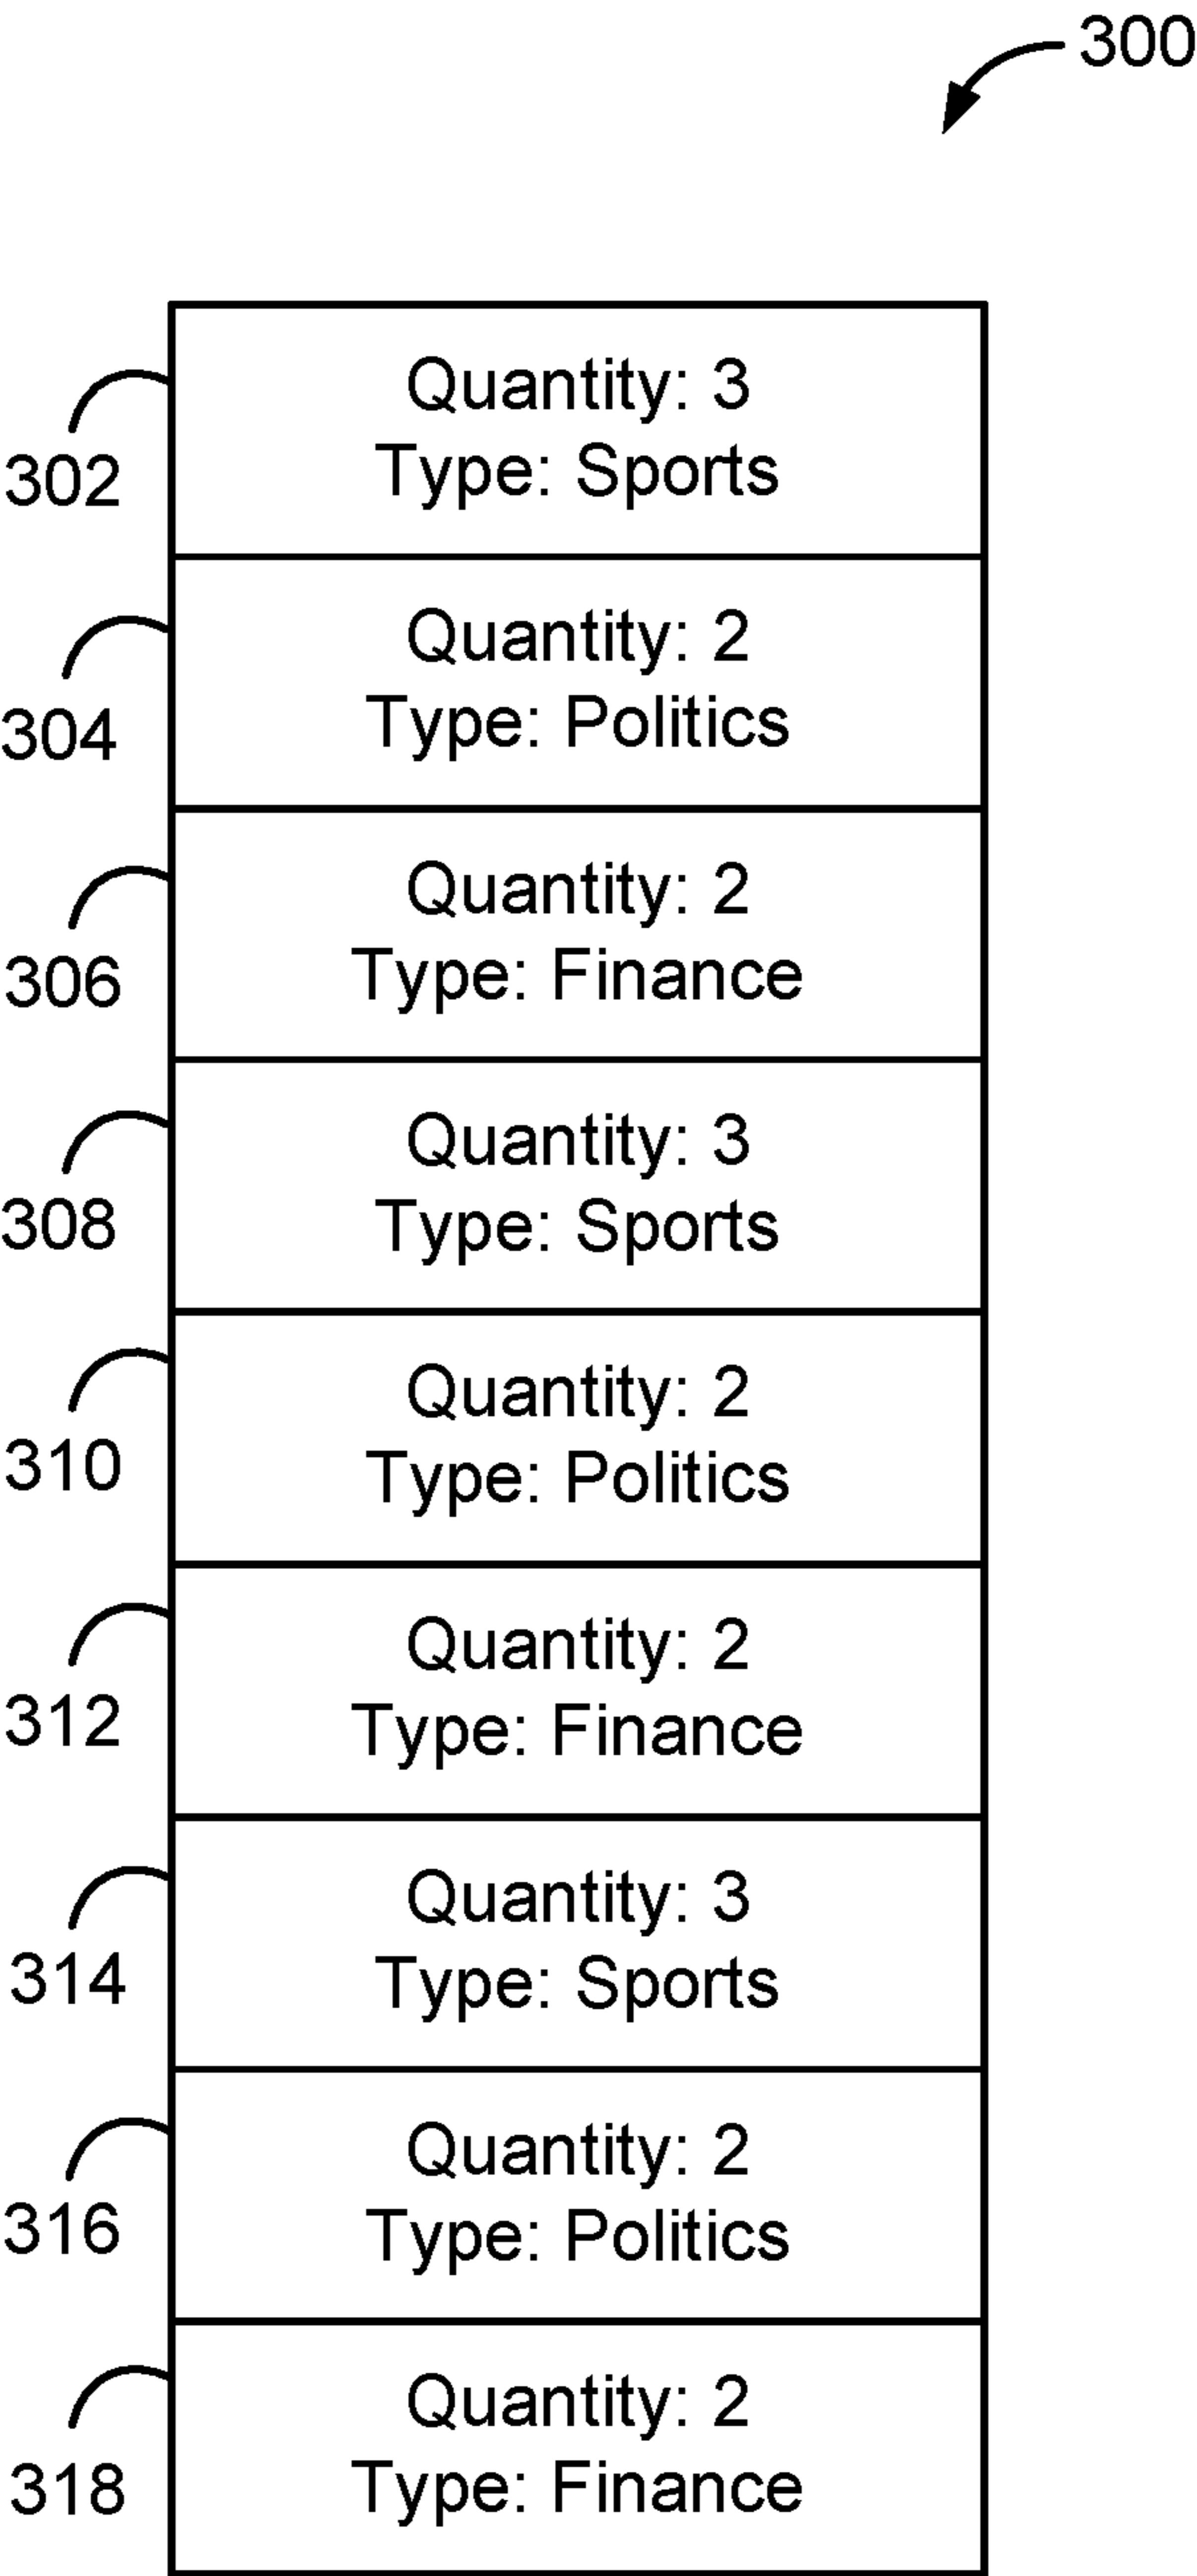 300
Quantity: 3
Type: Sports
302
Quantity: 2
Type: Politics
304
Quantity: 2
Type: Finance
306
Quantity: 3
Type: Sports
308
Quantity: 2
Type: Politics
310
Quantity: 2
Type: Finance
312
Quantity: 3
Type: Sports
314
Quantity: 2
Type: Politics
316
Quantity: 2
Type: Finance
318